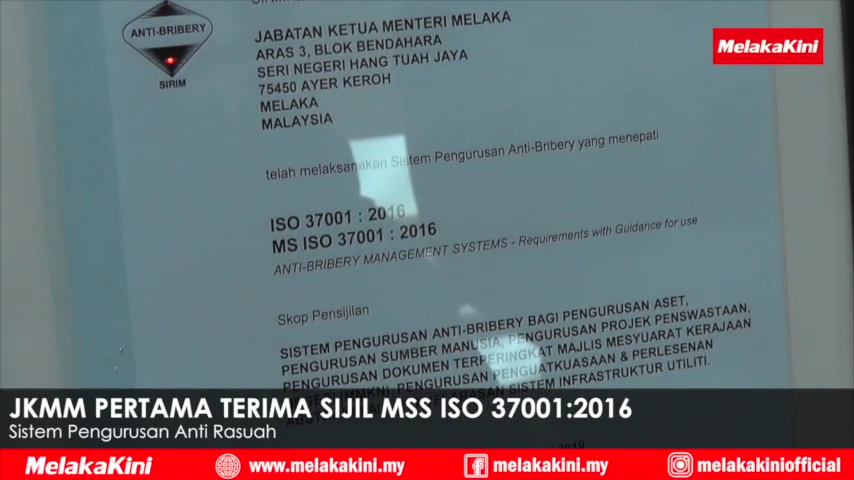 ANTI-BRIBERY
SIRIM
MelakaKini
JABATAN KETUA MENTERI MELAKA
ARAS 3, BLOK BENDAHARA
SERI NEGERI HANG TUAH JAYA
75450 AYER KEROH
MELAKA
MALAYSIA
telah melaksanakan Sistem Pengurusan Anti-Bribery yang menepati
ISO 37001 : 2016
MS ISO 37001 : 2016
ANTI-BRIBERY MANAGEMENT SYSTEMS - Requirements with Guidance for use
Skop Pensijilan
SISTEM PENGURUSAN ANTI-BRIBERY BAGI PENGURUSAN ASET,
PENGURUSAN SUMBER MANUSIA, PENGURUSAN PROJEK PENSWASTAAN,
PENGURUSAN DOKUMEN TERPERINGKAT MAJLIS MESYUARAT KERAJAAN
(MMKN), PENGURUSAN PENGUATKUASAAN & PERLESENAN
SISTEM INFRASTRUKTUR UTILITI.
2019
JKMM PERTAMA TERIMA SIJIL MSS ISO 37001:2016
Sistem Pengurusan Anti Rasuah
MelakaKini
www.melakakini.my
melakakini.my
melakakiniofficial